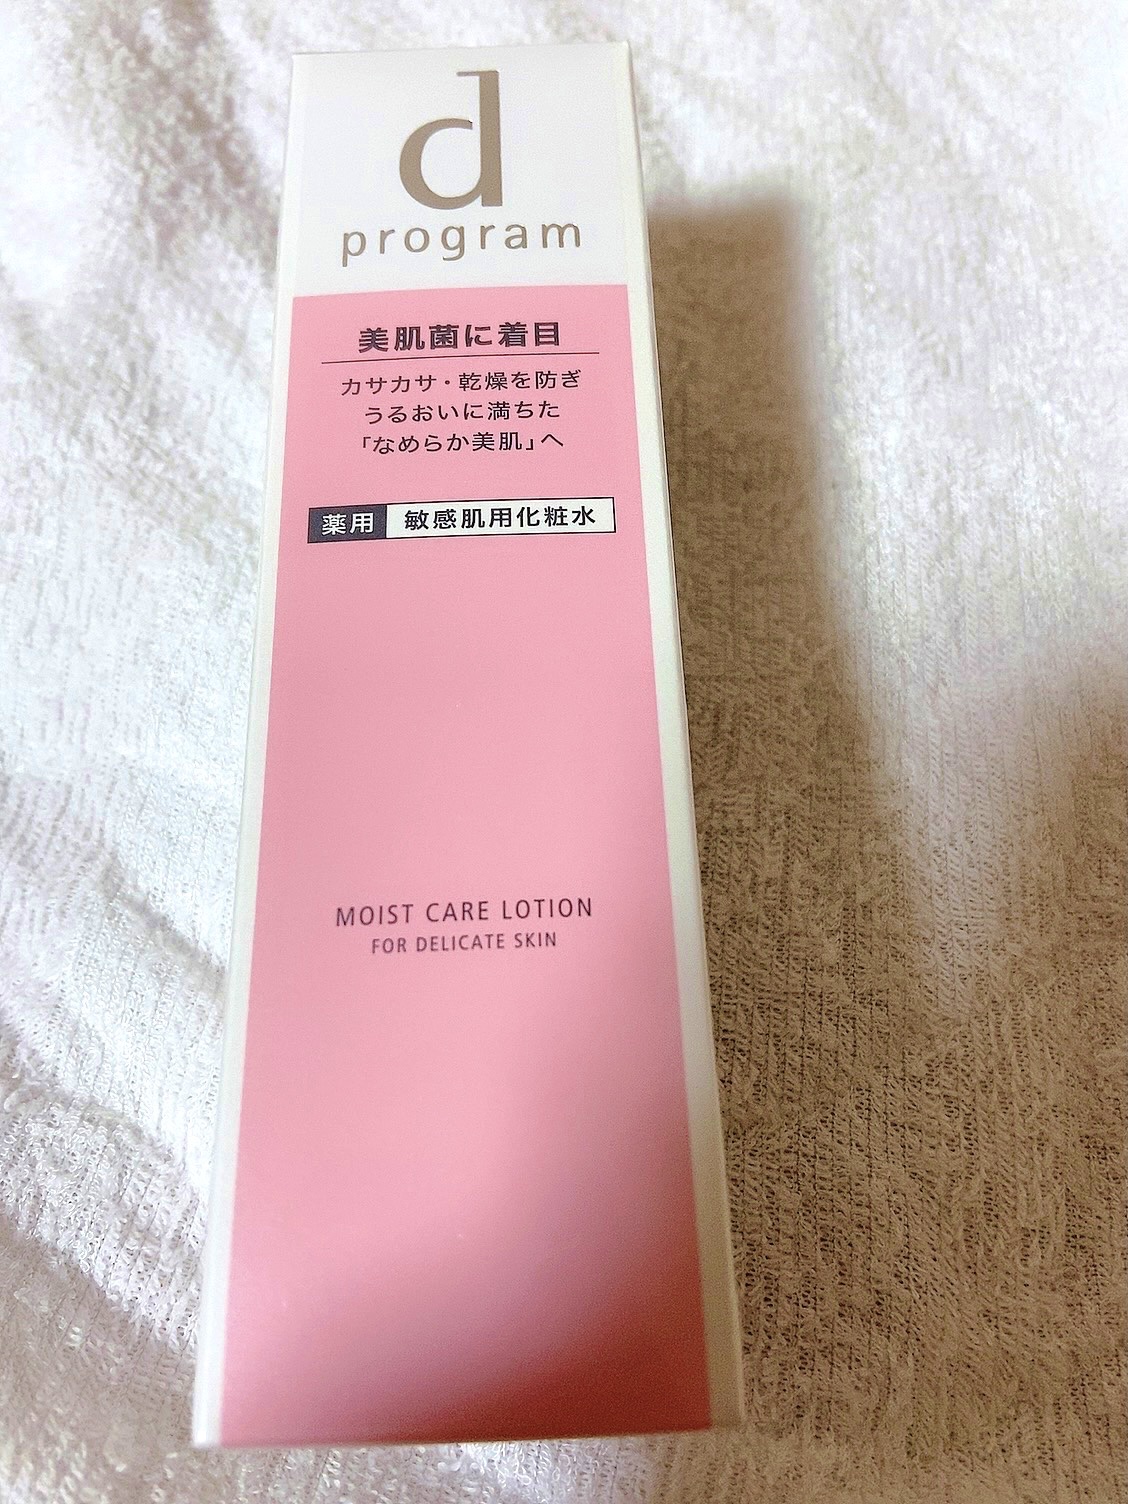 d
program
美肌菌に着目
カサカサ・乾燥を防ぎ
うるおいに満ちた
「なめらか美肌」へ
薬用 敏感肌用化粧水
MOIST CARE LOTION
FOR DELICATE SKIN